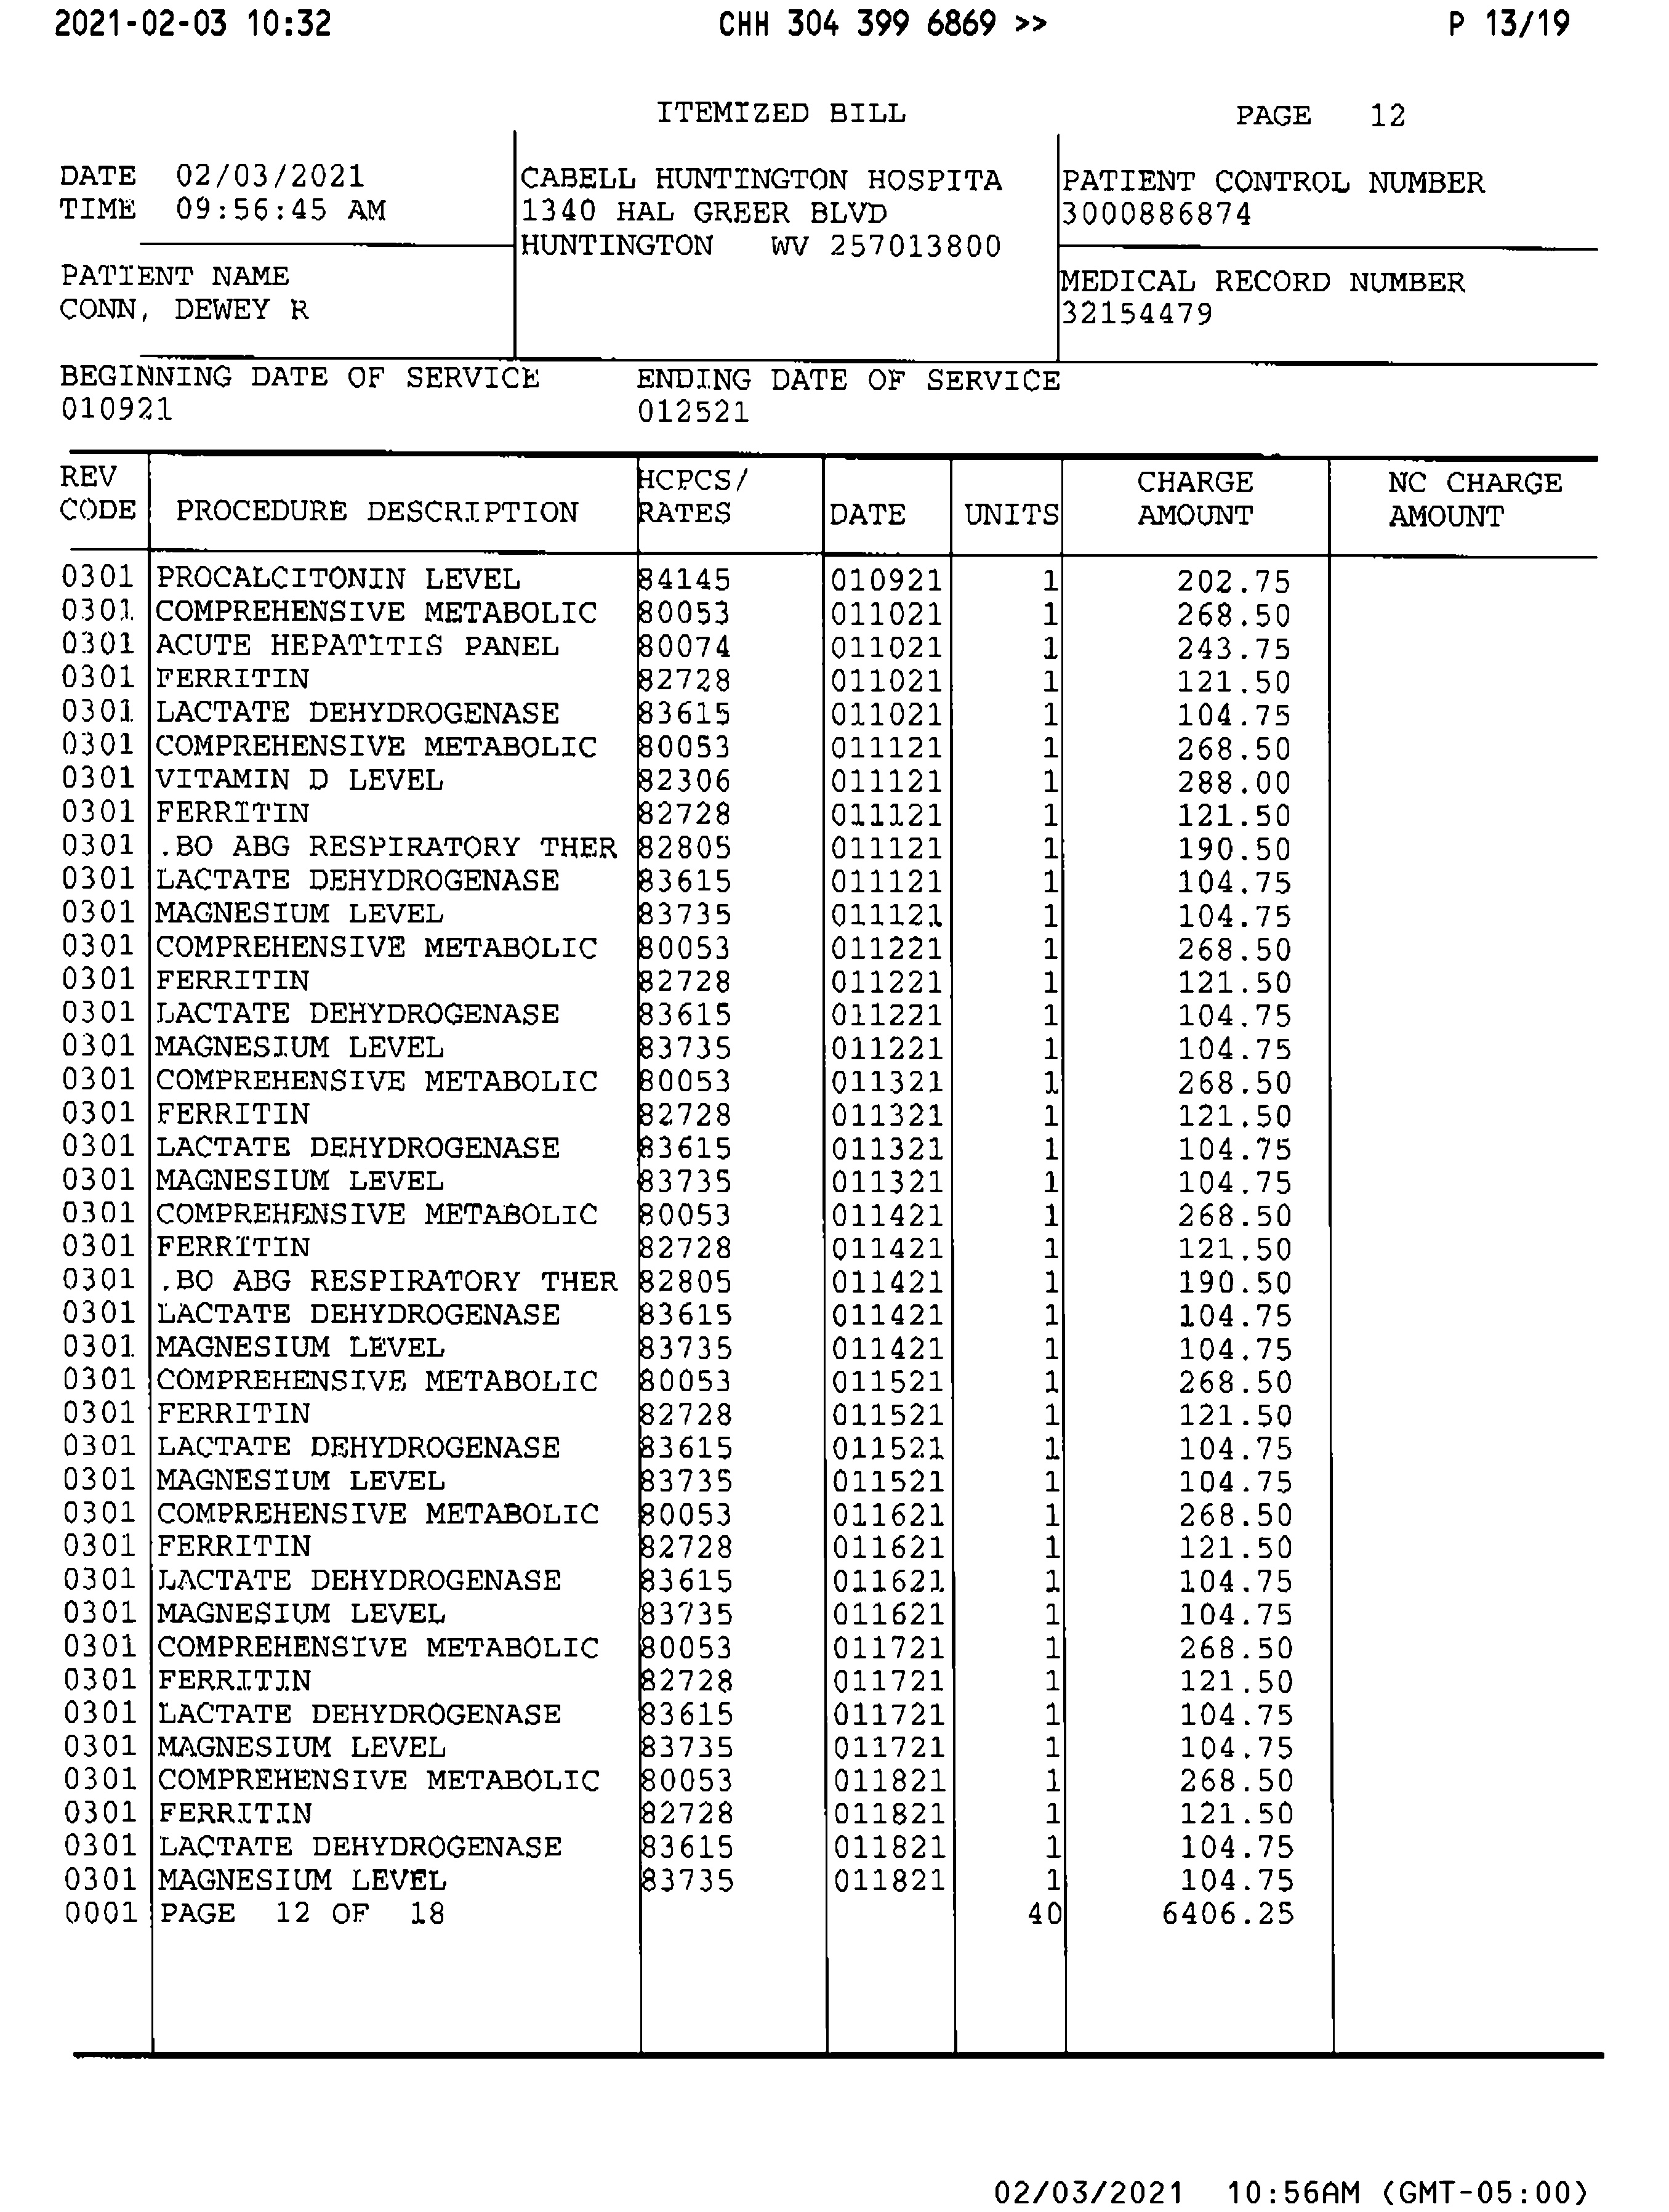 2021-02-03 10:32 CHH 304 399 6869 >> P 13/19
ITEMIZED BILL PAGE 12
DATE 02/03/2021 CABELL HUNTINGTON HOSPITA PATIENT CONTROL NUMBER
TIME 09:56:45 AM 1340 HAL GREER BLVD 3000886874
HUNTINGTON WV 257013800
PATIENT NAME MEDICAL RECORD NUMBER
CONN, DEWEY R 32154479
BEGINNING DATE OF SERVICE ENDING DATE OF SERVICE
010921 012521
REV HCPCS/ CHARGE NC CHARGE
CODE PROCEDURE DESCRIPTION RATES DATE UNITS AMOUNT AMOUNT
0301 PROCALCITONIN LEVEL 84145 010921 1 202.75
0301 COMPREHENSIVE METABOLIC 80053 011021 1 268.50
0301 ACUTE HEPATITIS PANEL 80074 011021 1 243.75
0301 FERRITIN 82728 011021 1 121.50
0301 LACTATE DEHYDROGENASE 83615 011021 1 104.75
0301 COMPREHENSIVE METABOLIC 80053 011121 1 268.50
0301 VITAMIN D LEVEL 82306 011121 1 288.00
0301 FERRITIN 82728 011121 1 121.50
0301 .BO ABG RESPIRATORY THER 82805 011121 1 190.50
0301 LACTATE DEHYDROGENASE 83615 011121 1 104.75
0301 MAGNESIUM LEVEL 83735 011121 1 104.75
0301 COMPREHENSIVE METABOLIC 80053 011221 1 268.50
0301 FERRITIN 82728 011221 1 121.50
0301 LACTATE DEHYDROGENASE 83615 011221 1 104.75
0301 MAGNESIUM LEVEL 83735 011221 1 104.75
0301 COMPREHENSIVE METABOLIC 80053 011321 1 268.50
0301 FERRITIN 82728 011321 1 121.50
0301 LACTATE DEHYDROGENASE 83615 011321 1 104.75
0301 MAGNESIUM LEVEL 83735 011321 1 104.75
0301 COMPREHENSIVE METABOLIC 80053 011421 1 268.50
0301 FERRITIN 82728 011421 1 121.50
0301 .BO ABG RESPIRATORY THER 82805 011421 1 190.50
0301 LACTATE DEHYDROGENASE 83615 011421 1 104.75
0301 MAGNESIUM LEVEL 83735 011421 1 104.75
0301 COMPREHENSIVE METABOLIC 80053 011521 1 268.50
0301 FERRITIN 82728 011521 1 121.50
0301 LACTATE DEHYDROGENASE 83615 011521 1 104.75
0301 MAGNESIUM LEVEL 83735 011521 1 104.75
0301 COMPREHENSIVE METABOLIC 80053 011621 1 268.50
0301 FERRITIN 82728 011621 1 121.50
0301 LACTATE DEHYDROGENASE 83615 011621 1 104.75
0301 MAGNESIUM LEVEL 83735 011621 1 104.75
0301 COMPREHENSIVE METABOLIC 80053 011721 1 268.50
0301 FERRITIN 82728 011721 1 121.50
0301 LACTATE DEHYDROGENASE 83615 011721 1 104.75
0301 MAGNESIUM LEVEL 83735 011721 1 104.75
0301 COMPREHENSIVE METABOLIC 80053 011821 1 268.50
0301 FERRITIN 82728 011821 1 121.50
0301 LACTATE DEHYDROGENASE 83615 011821 1 104.75
0301 MAGNESIUM LEVEL 83735 011821 1 104.75
0001 PAGE 12 OF 18 40 6406.25
02/03/2021 10:56AM (GMT-05:00)